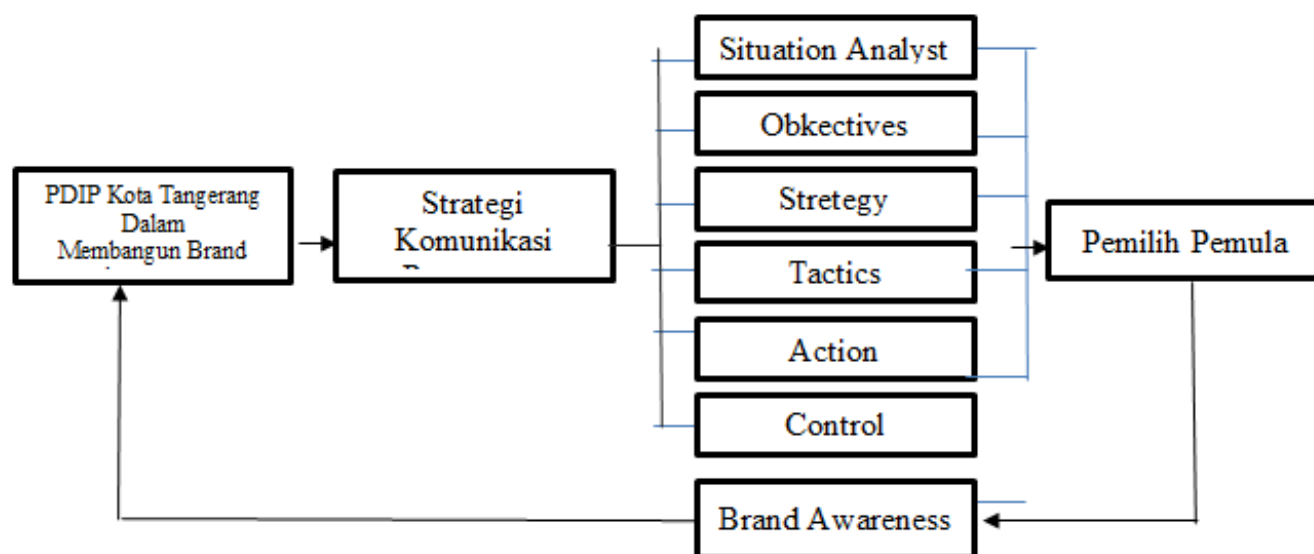 PDIP Kota Tangerang
Dalam
Membangun Brand
Strategi
Komunikasi
Situation Analyst
Obkectives
Stretegy
Tactics
Action
Control
Brand Awareness
Pemilih Pemula